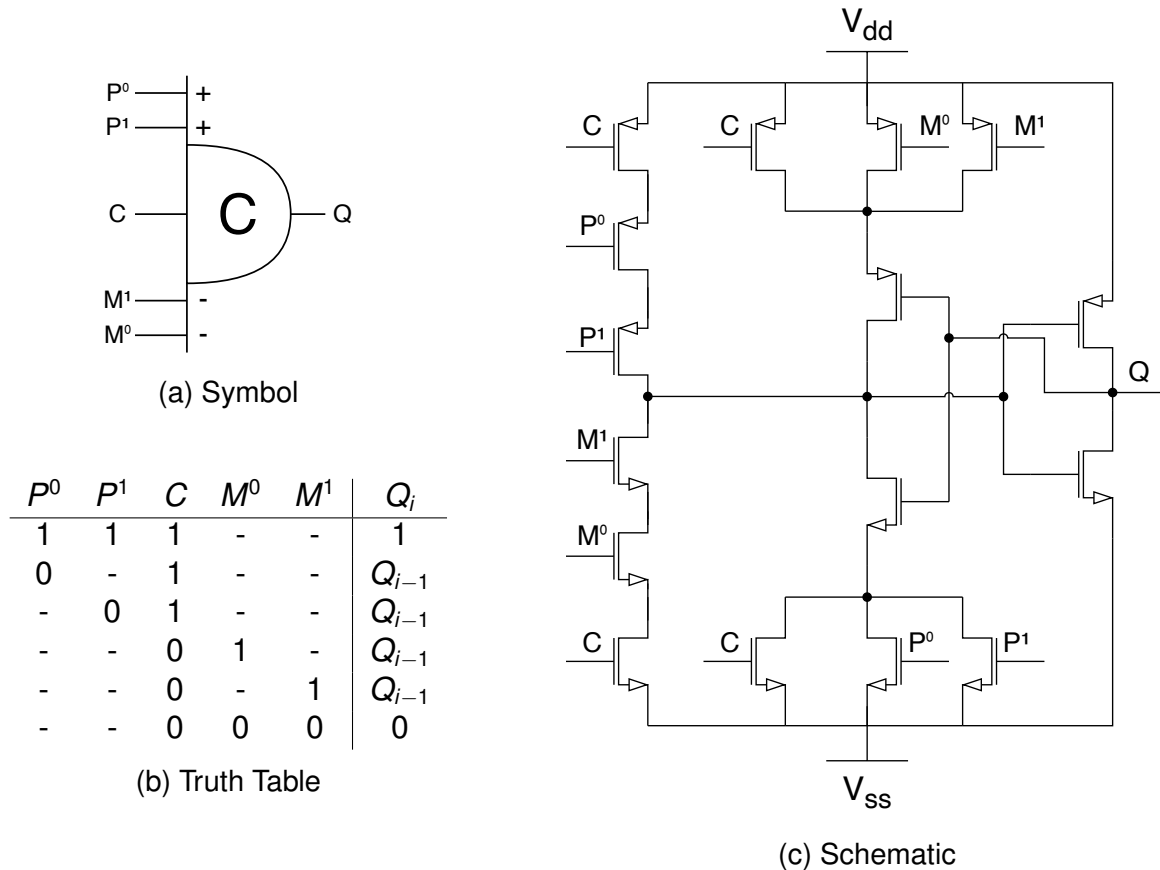 P⁰
+
P¹
+
C
C
Q
M¹
-
M⁰
-
(a) Symbol
P⁰ P¹ C M⁰ M¹ Qᵢ
1 1 1 - - 1
0 - 1 - - Qᵢ₋₁
- 0 1 - - Qᵢ₋₁
- - 0 1 - Qᵢ₋₁
- - 0 - 1 Qᵢ₋₁
- - 0 0 0 0
(b) Truth Table
V_dd
C C M⁰ M¹
P⁰
P¹
Q
M¹
M⁰
C C P⁰ P¹
V_ss
(c) Schematic